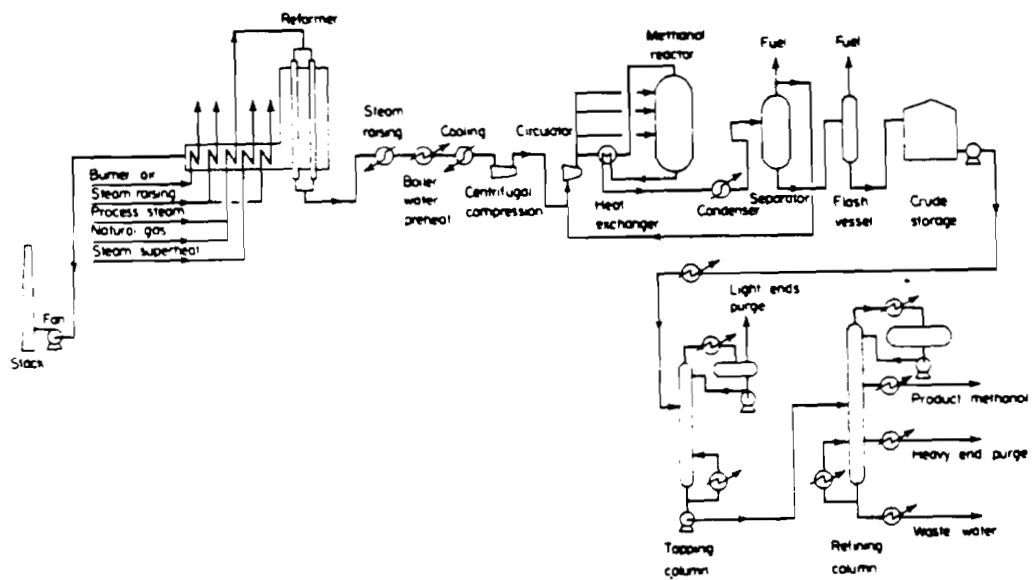 Reformer
Methanol
reactor
Fuel
Fuel
Steam
raising
Cooling
Circulator
Burner air
Steam raising
Process steam
Natural gas
Steam superheat
Boiler
water
preheat
Centrifugal
compression
Heat
exchanger
Condenser
Separator
Flash
vessel
Crude
storage
Fan
Stack
Light ends
purge
Product methanol
Heavy end purge
Waste water
Topping
column
Refining
column